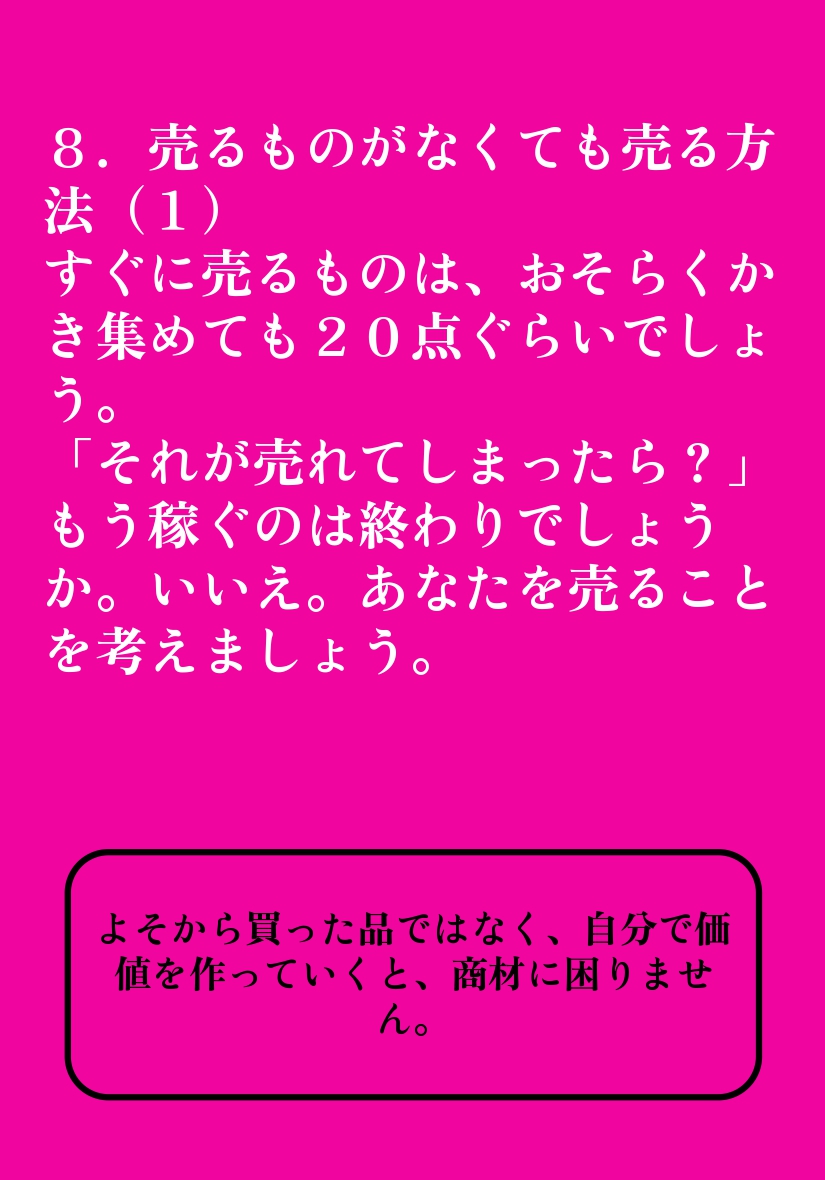 ８．売るものがなくても売る方
法（１）
すぐに売るものは、おそらくか
き集めても２０点ぐらいでしょ
う。
「それが売れてしまったら？」
もう稼ぐのは終わりでしょう
か。いいえ。あなたを売ること
を考えましょう。
よそから買った品ではなく、自分で価
値を作っていくと、商材に困りませ
ん。